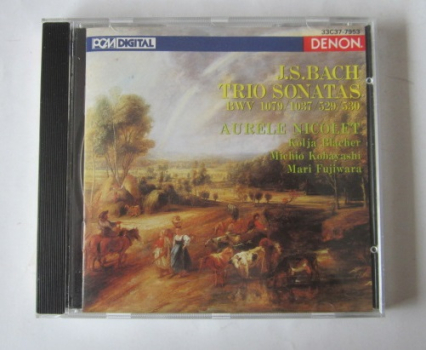 33C37-7953
PCM DIGITAL
DENON
J.S.BACH
TRIO SONATAS
BWV 1079 1037 529 530
AURÈLE NICOLET
Kolja Blacher
Michio Kobayashi
Mari Fujiwara